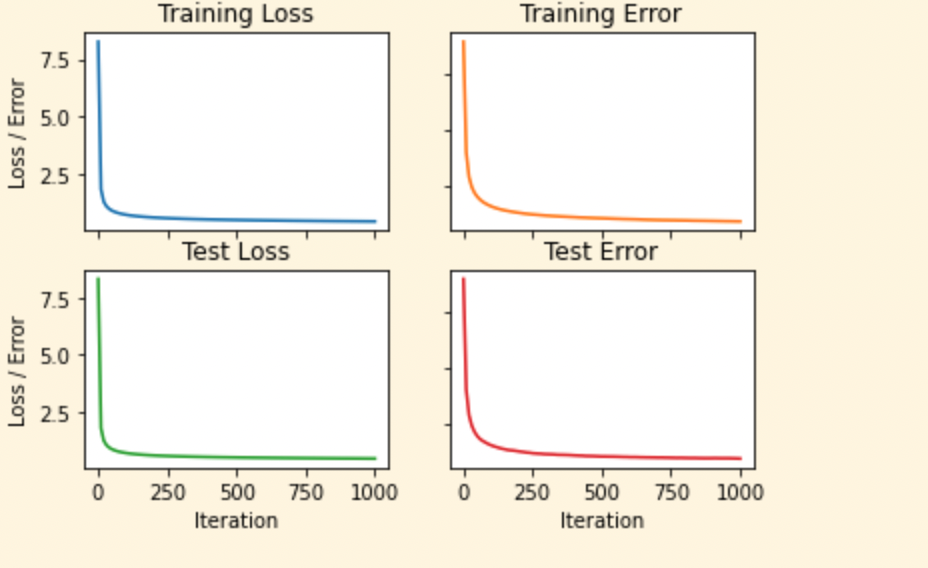 Training Loss
Training Error
Loss / Error
7.5
5.0
2.5
Test Loss
Test Error
Loss / Error
7.5
5.0
2.5
0 250 500 750 1000
0 250 500 750 1000
Iteration
Iteration